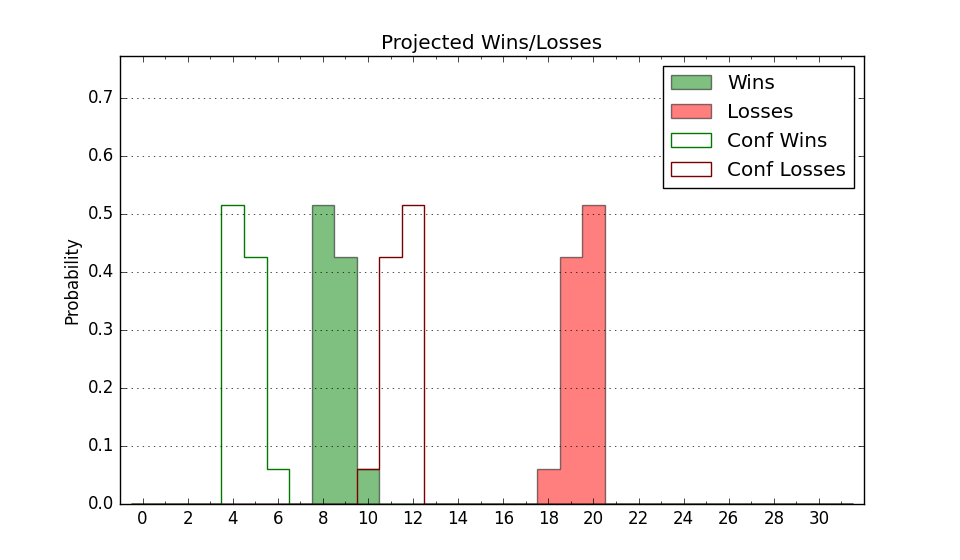 Projected Wins/Losses
Wins
Losses
Conf Wins
Conf Losses
Probability
0.7
0.6
0.5
0.4
0.3
0.2
0.1
0.0
0 2 4 6 8 10 12 14 16 18 20 22 24 26 28 30